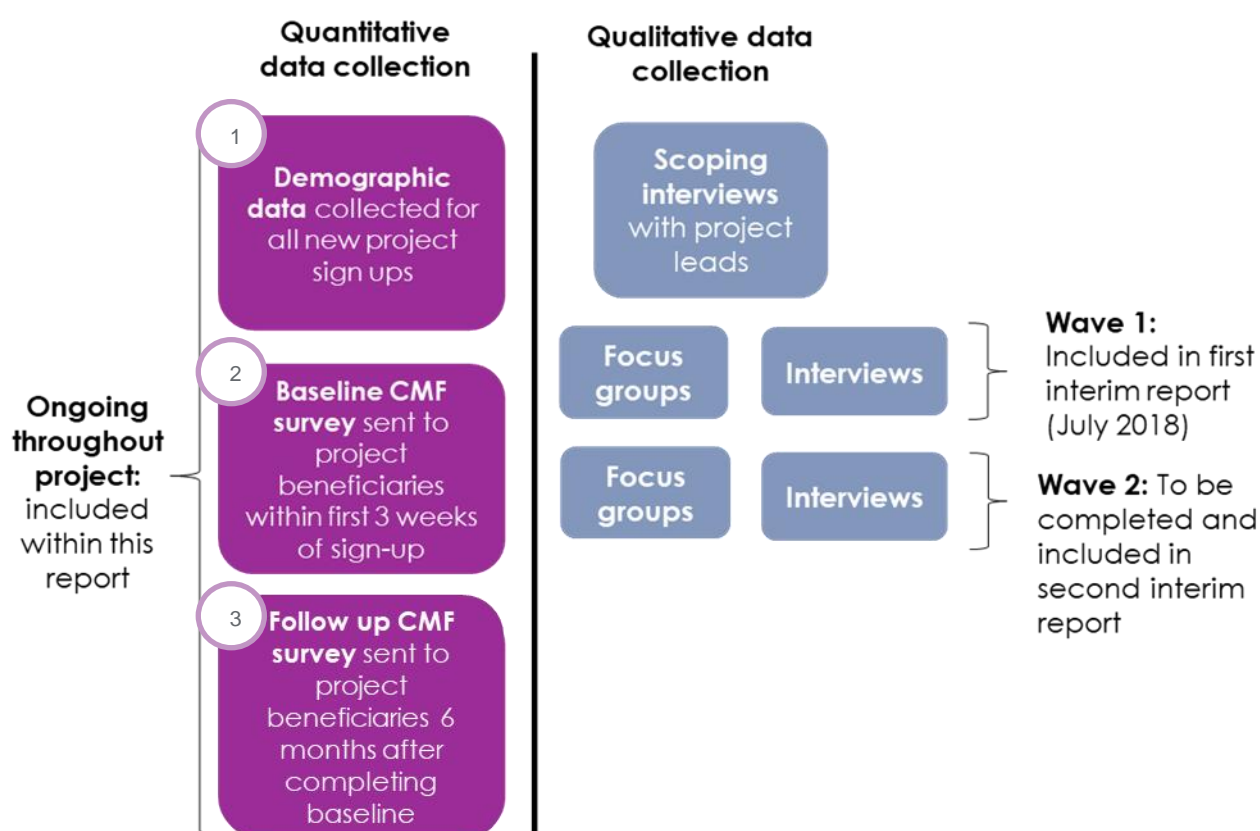 Quantitative
data collection
1
Demographic
data collected for
all new project
sign ups
2
Baseline CMF
survey sent to
project
beneficiaries
within first 3 weeks
of sign-up
3
Follow up CMF
survey sent to
project
beneficiaries 6
months after
completing
baseline
Ongoing
throughout
project:
included
within this
report
Qualitative data
collection
Scoping
interviews
with project
leads
Focus
groups
Interviews
Wave 1:
Included in first
interim report
(July 2018)
Focus
groups
Interviews
Wave 2: To be
completed and
included in
second interim
report